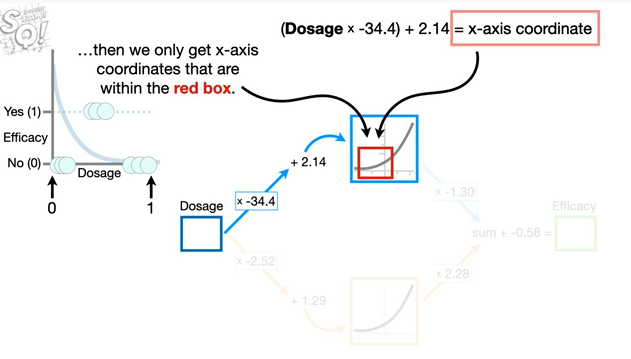 StatQuest!
(Dosage x -34.4) + 2.14 = x-axis coordinate
...then we only get x-axis
coordinates that are
within the red box.
Yes (1)
Efficacy
No (0)
Dosage
0
1
+ 2.14
x -34.4
Dosage
x -1.30
Efficacy
sum + -0.58 =
x -2.52
x 2.28
+ 1.29